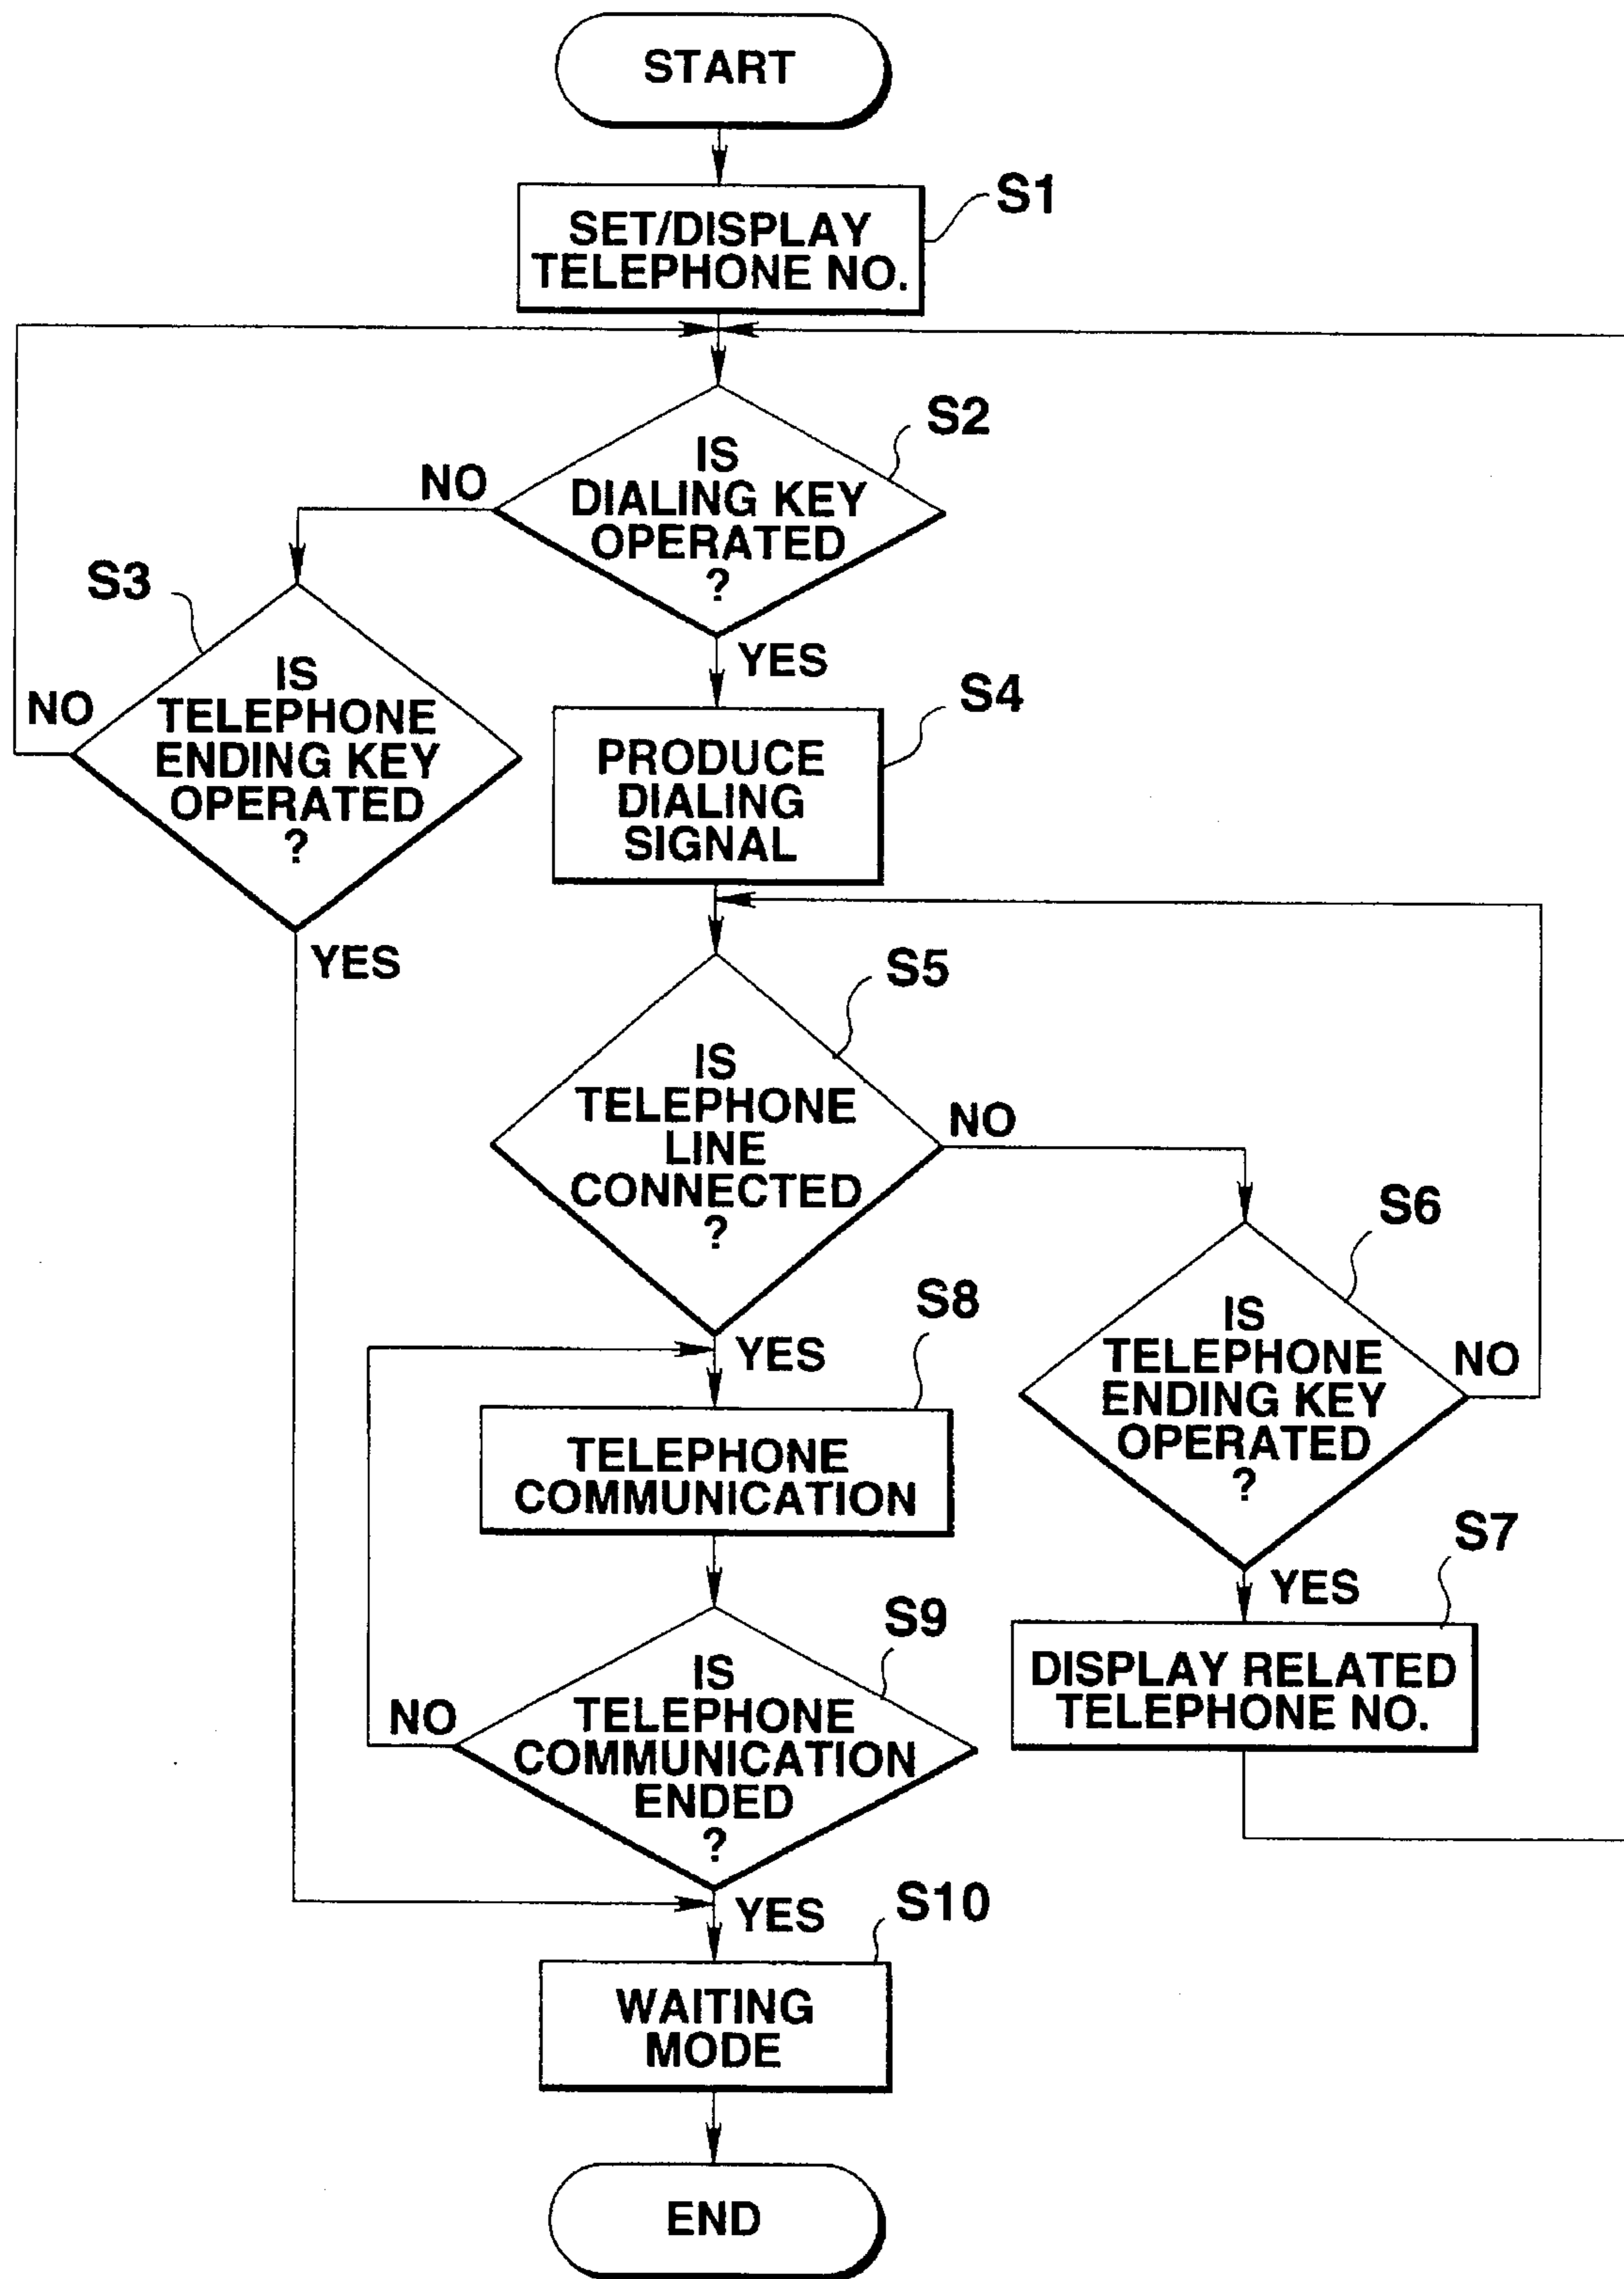 START
S1
SET/DISPLAY
TELEPHONE NO.
S2
IS
DIALING KEY
OPERATED
?
NO
YES
S3
IS
TELEPHONE
ENDING KEY
OPERATED
?
NO
YES
S4
PRODUCE
DIALING
SIGNAL
S5
IS
TELEPHONE
LINE
CONNECTED
?
NO
YES
S6
IS
TELEPHONE
ENDING KEY
OPERATED
?
NO
YES
S7
DISPLAY RELATED
TELEPHONE NO.
S8
TELEPHONE
COMMUNICATION
S9
IS
TELEPHONE
COMMUNICATION
ENDED
?
NO
YES
S10
WAITING
MODE
END